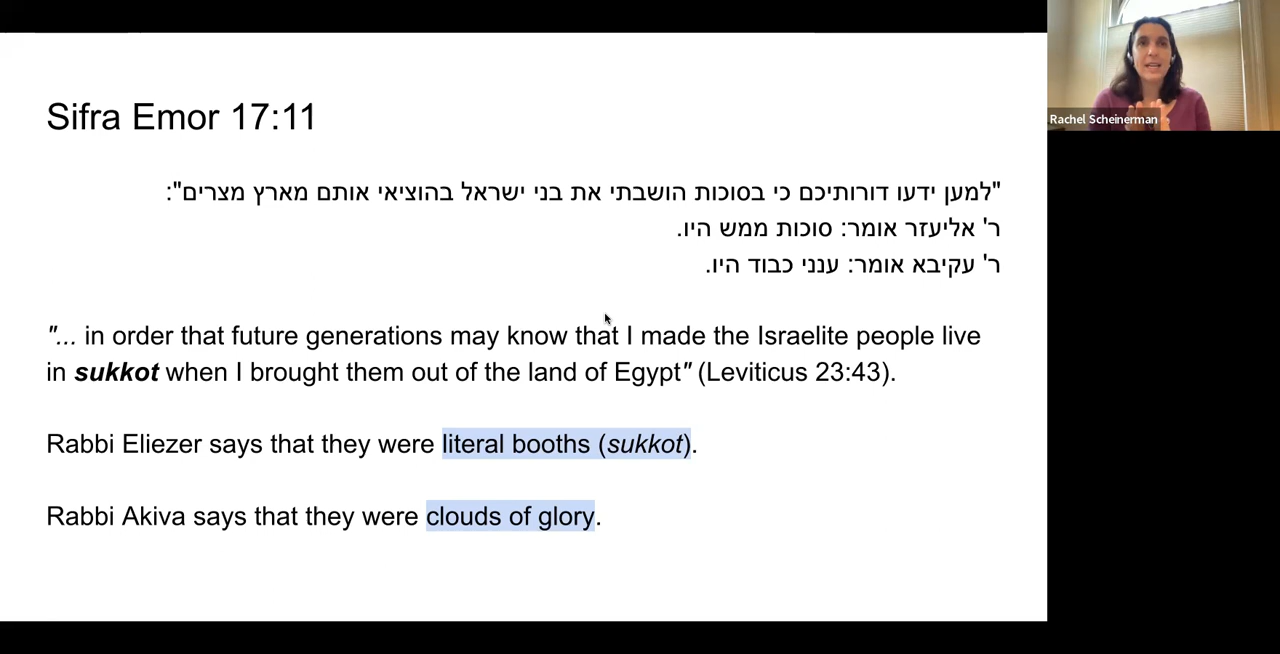 Sifra Emor 17:11
"למען ידעו דורותיכם כי בסוכות הושבתי את בני ישראל בהוציאי אותם מארץ מצרים":
ר' אליעזר אומר: סוכות ממש היו.
ר' עקיבא אומר: ענני כבוד היו.
"... in order that future generations may know that I made the Israelite people live
in sukkot when I brought them out of the land of Egypt" (Leviticus 23:43).
Rabbi Eliezer says that they were literal booths (sukkot).
Rabbi Akiva says that they were clouds of glory.
Rachel Scheinerman